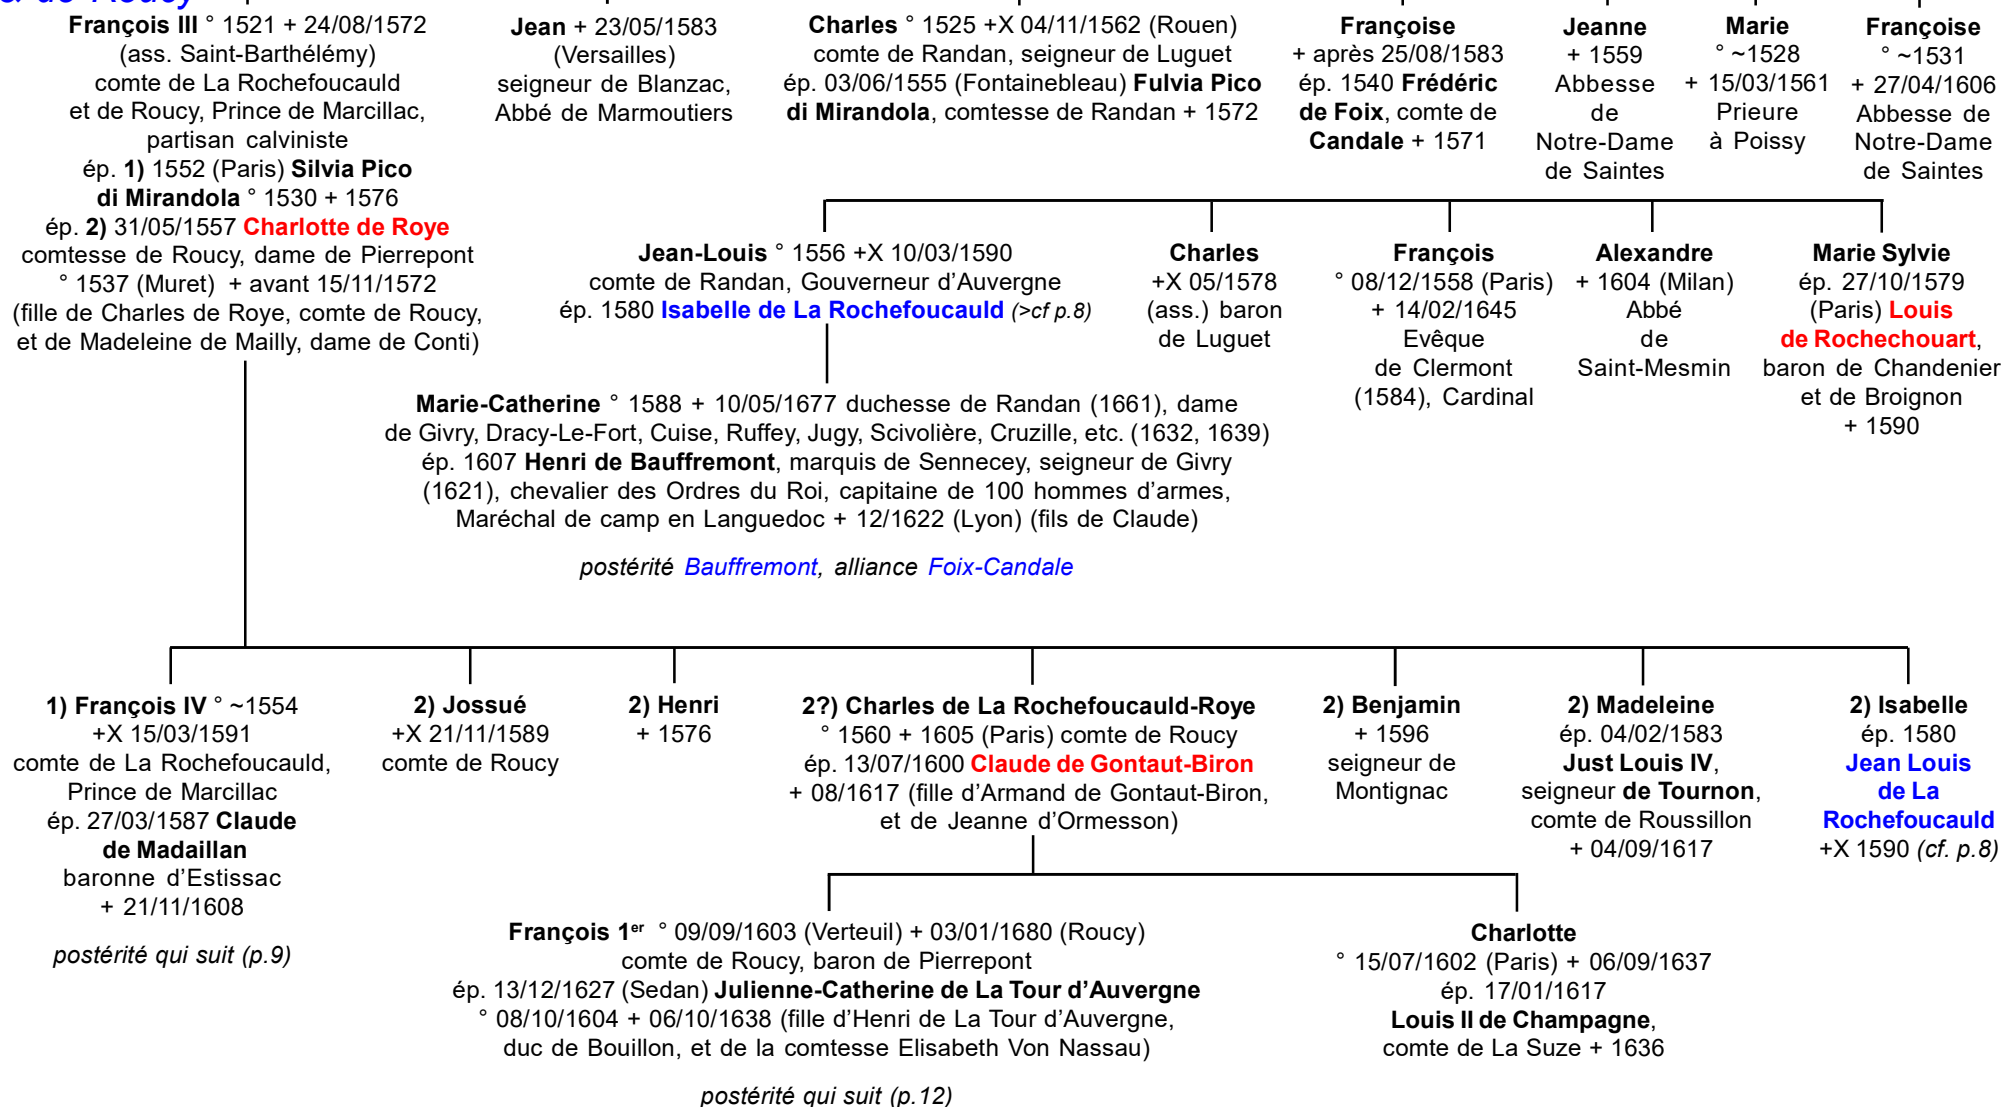 & de Roucy
François III ° 1521 + 24/08/1572
(ass. Saint-Barthélémy)
comte de La Rochefoucauld
et de Roucy, Prince de Marcillac,
partisan calviniste
ép. 1) 1552 (Paris) Silvia Pico
di Mirandola ° 1530 + 1576
ép. 2) 31/05/1557 Charlotte de Roye
comtesse de Roucy, dame de Pierrepont
° 1537 (Muret) + avant 15/11/1572
(fille de Charles de Roye, comte de Roucy,
et de Madeleine de Mailly, dame de Conti)
Jean + 23/05/1583
(Versailles)
seigneur de Blanzac,
Abbé de Marmoutiers
Charles ° 1525 +X 04/11/1562 (Rouen)
comte de Randan, seigneur de Luguet
ép. 03/06/1555 (Fontainebleau) Fulvia Pico
di Mirandola, comtesse de Randan + 1572
Françoise
+ après 25/08/1583
ép. 1540 Frédéric
de Foix, comte de
Candale + 1571
Jeanne
+ 1559
Abbesse
de
Notre-Dame
de Saintes
Marie
° ~1528
+ 15/03/1561
Prieure
à Poissy
Françoise
° ~1531
+ 27/04/1606
Abbesse de
Notre-Dame
de Saintes
Jean-Louis ° 1556 +X 10/03/1590
comte de Randan, Gouverneur d’Auvergne
ép. 1580 Isabelle de La Rochefoucauld (>cf p.8)
Charles
+X 05/1578
(ass.) baron
de Luguet
François
° 08/12/1558 (Paris)
+ 14/02/1645
Evêque
de Clermont
(1584), Cardinal
Alexandre
+ 1604 (Milan)
Abbé
de
Saint-Mesmin
Marie Sylvie
ép. 27/10/1579
(Paris) Louis
de Rochechouart,
baron de Chandenier
et de Broignon
+ 1590
Marie-Catherine ° 1588 + 10/05/1677 duchesse de Randan (1661), dame
de Givry, Dracy-Le-Fort, Cuise, Ruffey, Jugy, Scivolière, Cruzille, etc. (1632, 1639)
ép. 1607 Henri de Bauffremont, marquis de Sennecey, seigneur de Givry
(1621), chevalier des Ordres du Roi, capitaine de 100 hommes d’armes,
Maréchal de camp en Languedoc + 12/1622 (Lyon) (fils de Claude)
postérité Bauffremont, alliance Foix-Candale
1) François IV ° ~1554
+X 15/03/1591
comte de La Rochefoucauld,
Prince de Marcillac
ép. 27/03/1587 Claude
de Madaillan
baronne d’Estissac
+ 21/11/1608
postérité qui suit (p.9)
2) Jossué
+X 21/11/1589
comte de Roucy
2) Henri
+ 1576
2?) Charles de La Rochefoucauld-Roye
° 1560 + 1605 (Paris) comte de Roucy
ép. 13/07/1600 Claude de Gontaut-Biron
+ 08/1617 (fille d’Armand de Gontaut-Biron,
et de Jeanne d’Ormesson)
2) Benjamin
+ 1596
seigneur de
Montignac
2) Madeleine
ép. 04/02/1583
Just Louis IV,
seigneur de Tournon,
comte de Roussillon
+ 04/09/1617
2) Isabelle
ép. 1580
Jean Louis
de La
Rochefoucauld
+X 1590 (cf. p.8)
François 1er ° 09/09/1603 (Verteuil) + 03/01/1680 (Roucy)
comte de Roucy, baron de Pierrepont
ép. 13/12/1627 (Sedan) Julienne-Catherine de La Tour d’Auvergne
° 08/10/1604 + 06/10/1638 (fille d’Henri de La Tour d’Auvergne,
duc de Bouillon, et de la comtesse Elisabeth Von Nassau)
postérité qui suit (p.12)
Charlotte
° 15/07/1602 (Paris) + 06/09/1637
ép. 17/01/1617
Louis II de Champagne,
comte de La Suze + 1636